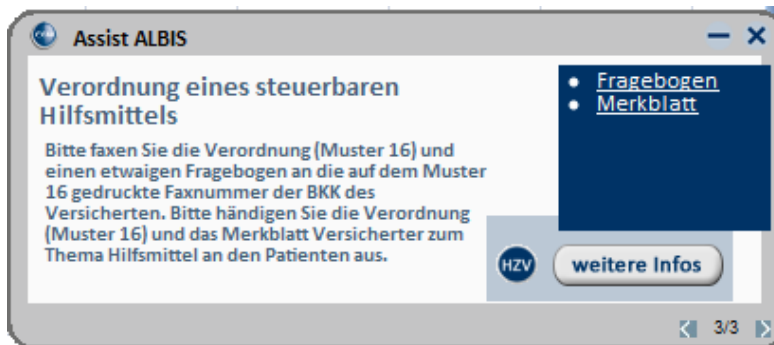 Assist ALBIS
Verordnung eines steuerbaren
Hilfsmittels
Bitte faxen Sie die Verordnung (Muster 16) und
einen etwaigen Fragebogen an die auf dem Muster
16 gedruckte Faxnummer der BKK des
Versicherten. Bitte händigen Sie die Verordnung
(Muster 16) und das Merkblatt Versicherter zum
Thema Hilfsmittel an den Patienten aus.
Fragebogen
Merkblatt
HZV
weitere Infos
3/3